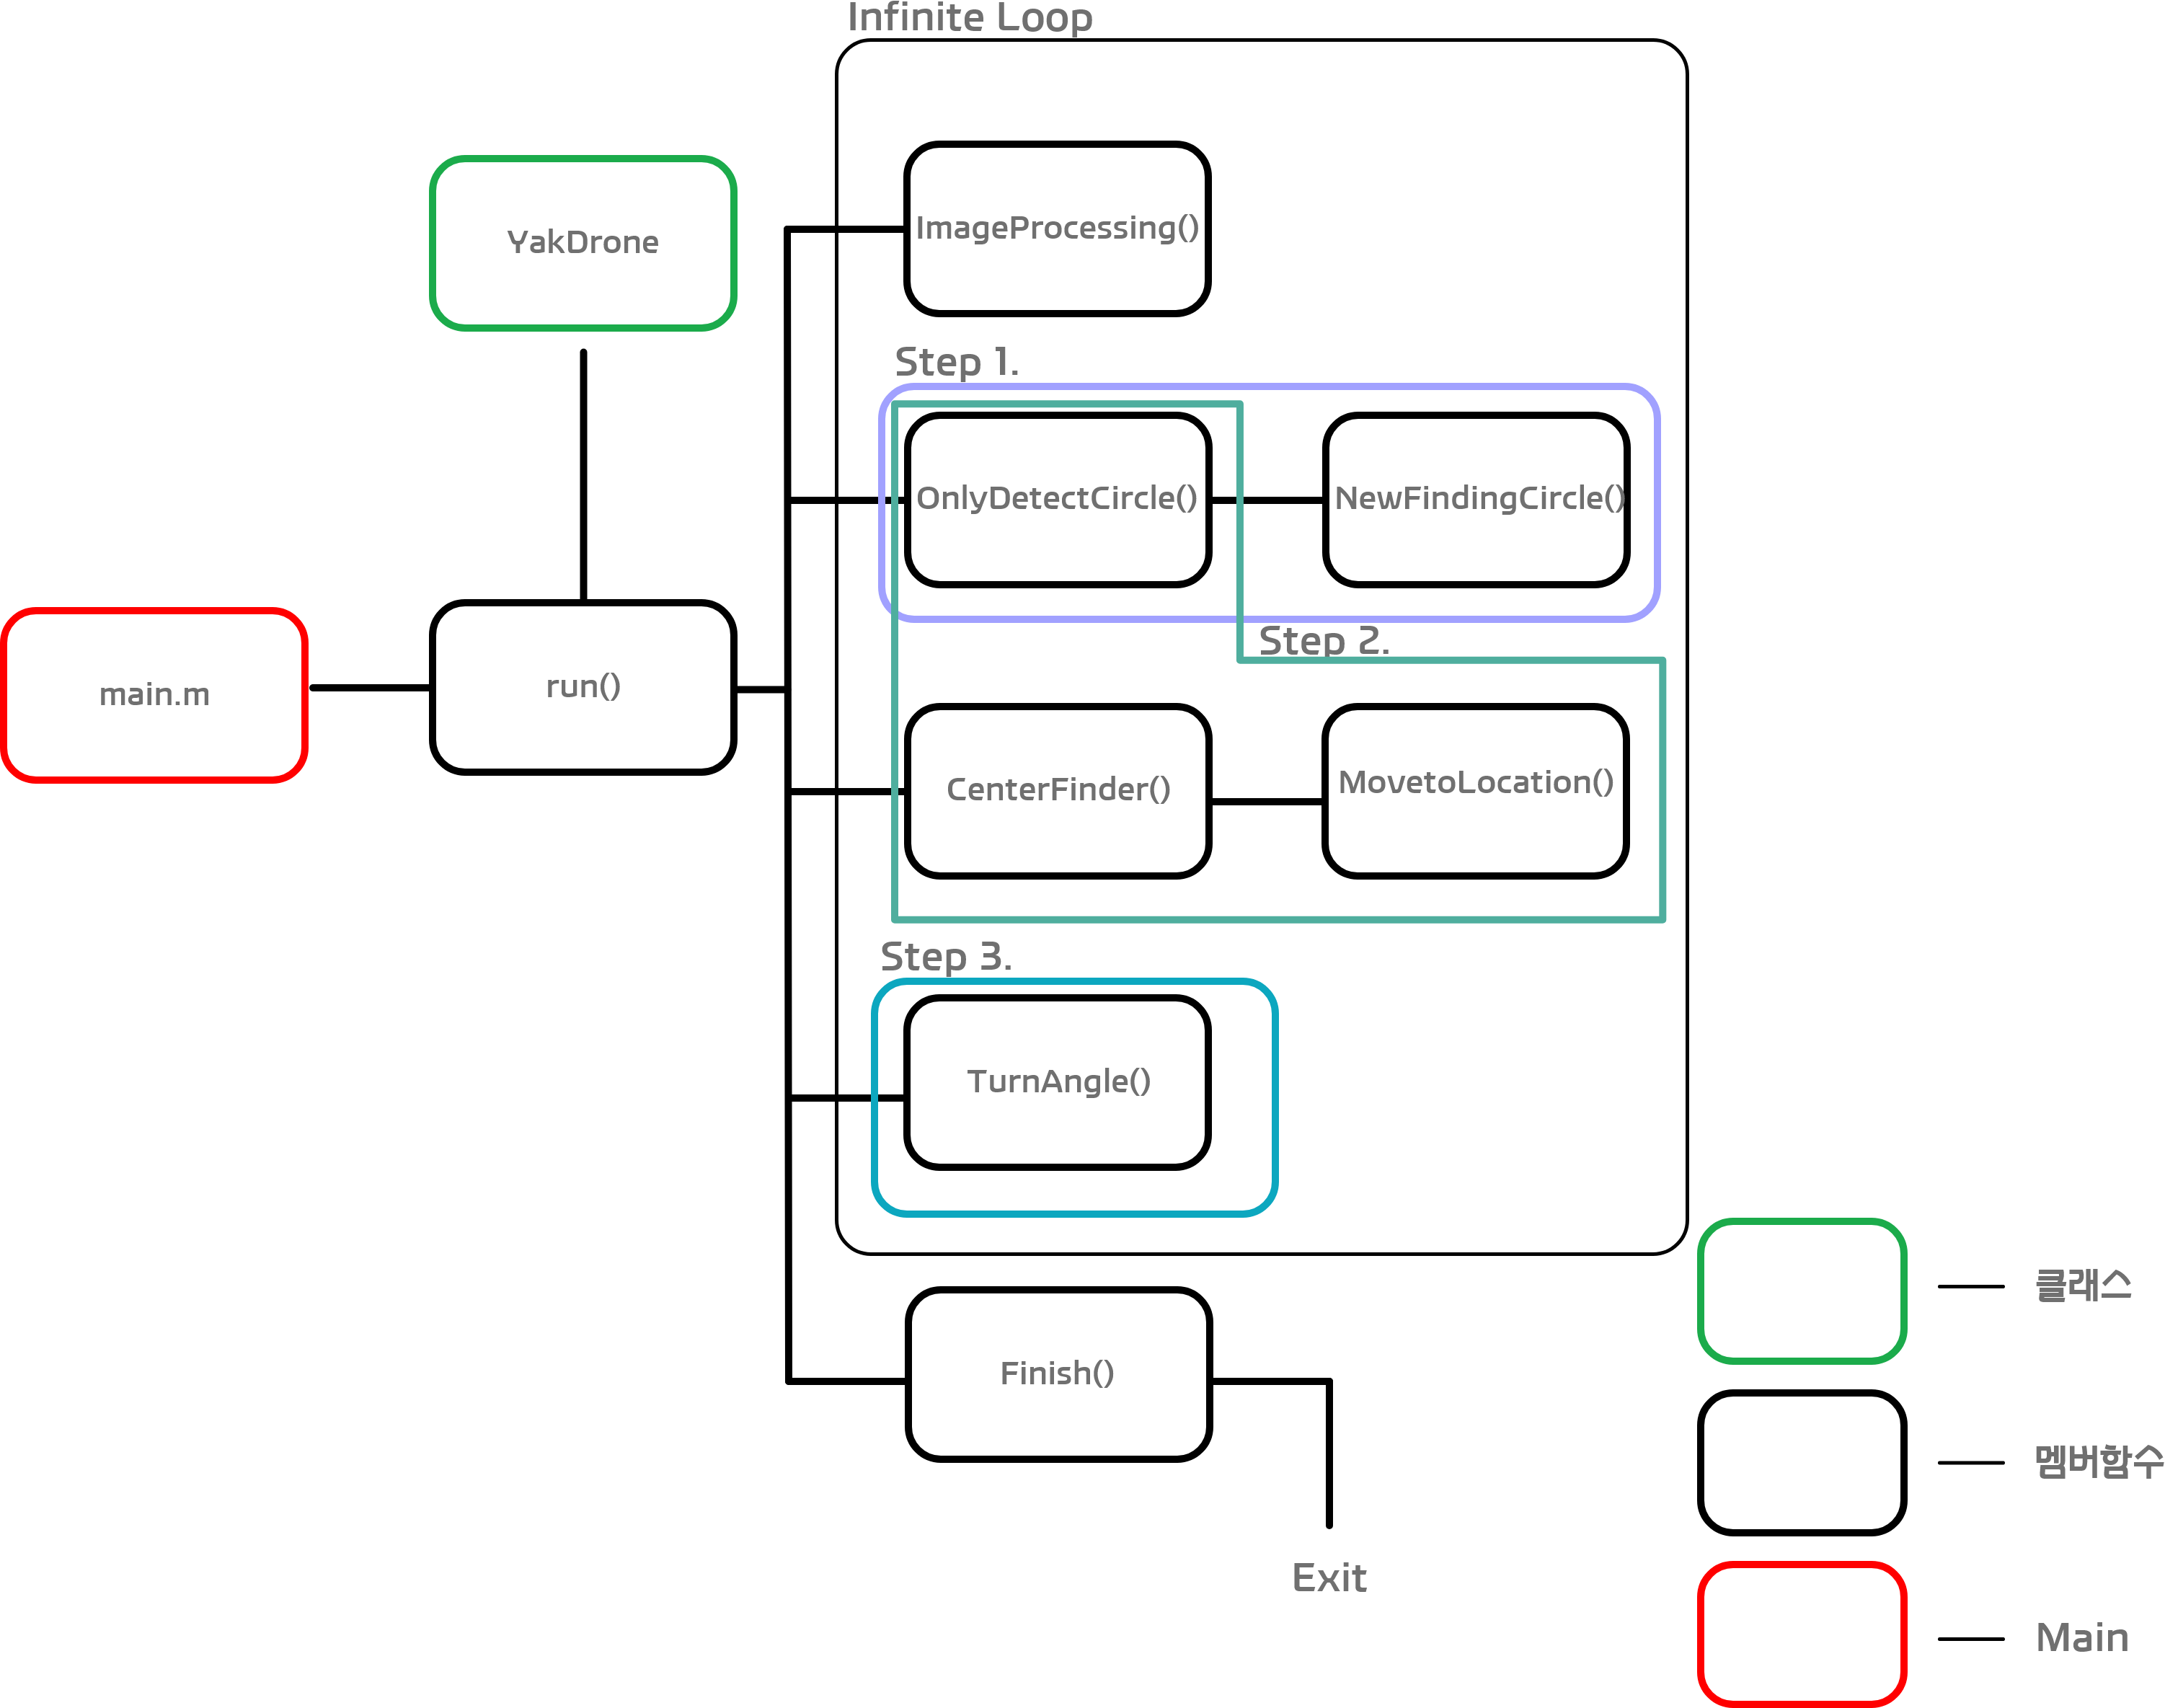 Infinite Loop
ImageProcessing()
YakDrone
Step 1.
OnlyDetectCircle()
NewFindingCircle()
Step 2.
main.m
run()
CenterFinder()
MovetoLocation()
Step 3.
TurnAngle()
클래스
Finish()
멤버함수
Exit
Main